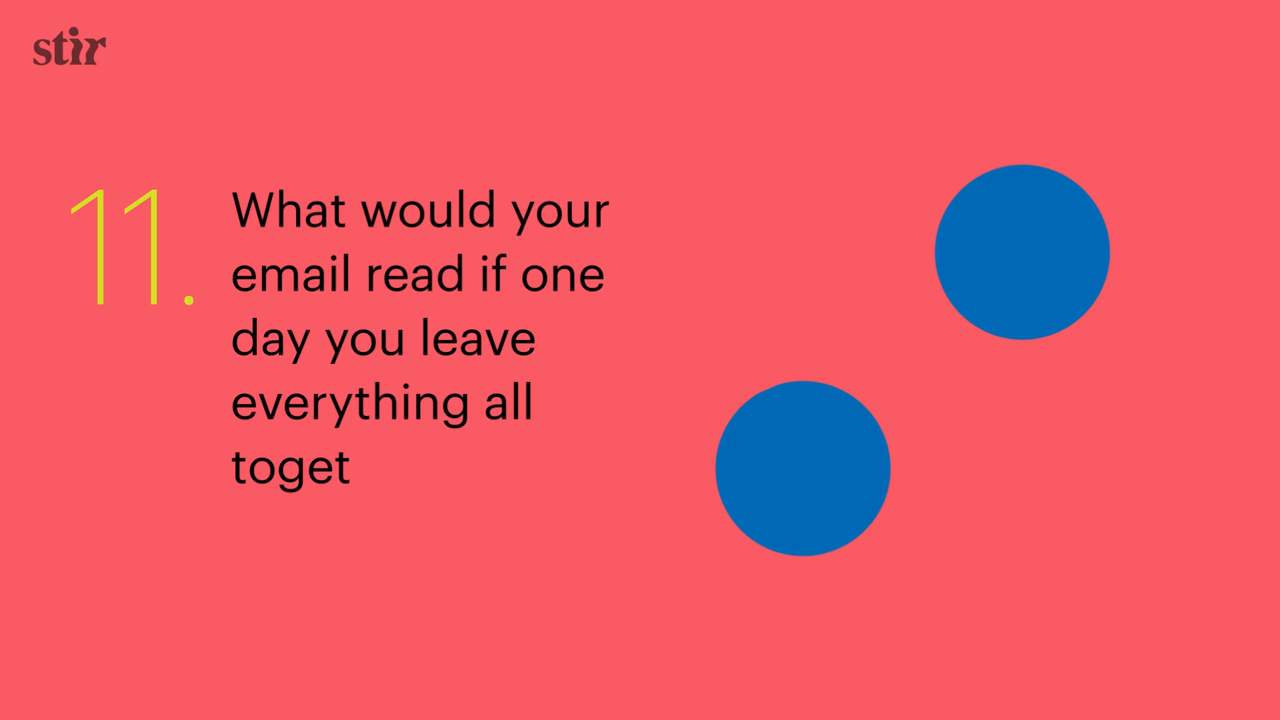 stir
11.
What would your
email read if one
day you leave
everything all
toget